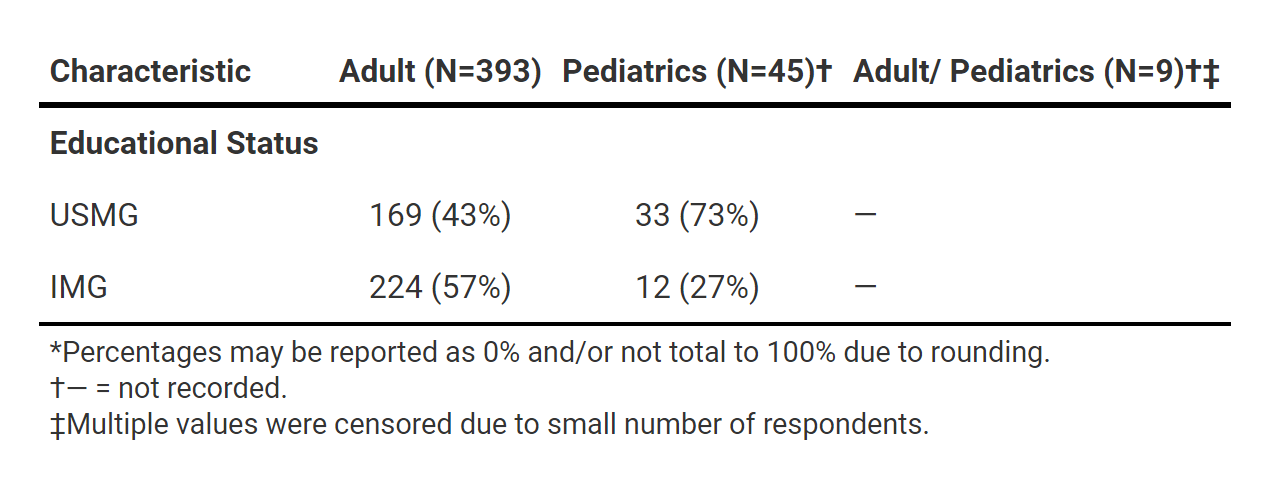 Characteristic Adult (N=393) Pediatrics (N=45)† Adult/ Pediatrics (N=9)†‡
Educational Status
USMG 169 (43%) 33 (73%) —
IMG 224 (57%) 12 (27%) —
*Percentages may be reported as 0% and/or not total to 100% due to rounding.
†— = not recorded.
‡Multiple values were censored due to small number of respondents.